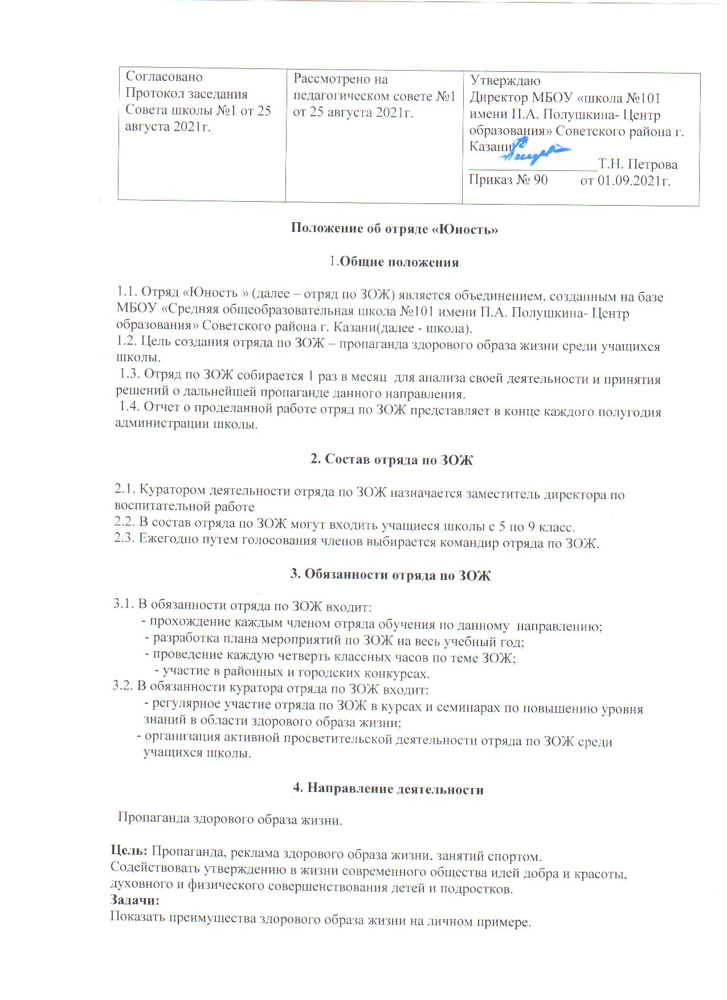 Согласовано
Протокол заседания
Совета школы №1 от 25
августа 2021г.
Рассмотрено на
педагогическом совете №1
от 25 августа 2021г.
Утверждаю
Директор МБОУ «школа №101
имени П.А. Полушкина- Центр
образования» Советского района г.
Казани
__________________Т.Н. Петрова
Приказ № 90 от 01.09.2021г.
Положение об отряде «Юность»
1.Общие положения
1.1. Отряд «Юность » (далее – отряд по ЗОЖ) является объединением, созданным на базе
МБОУ «Средняя общеобразовательная школа №101 имени П.А. Полушкина- Центр
образования» Советского района г. Казани(далее - школа).
1.2. Цель создания отряда по ЗОЖ – пропаганда здорового образа жизни среди учащихся
школы.
1.3. Отряд по ЗОЖ собирается 1 раз в месяц для анализа своей деятельности и принятия
решений о дальнейшей пропаганде данного направления.
1.4. Отчет о проделанной работе отряд по ЗОЖ представляет в конце каждого полугодия
администрации школы.
2. Состав отряда по ЗОЖ
2.1. Куратором деятельности отряда по ЗОЖ назначается заместитель директора по
воспитательной работе
2.2. В состав отряда по ЗОЖ могут входить учащиеся школы с 5 по 9 класс.
2.3. Ежегодно путем голосования членов выбирается командир отряда по ЗОЖ.
3. Обязанности отряда по ЗОЖ
3.1. В обязанности отряда по ЗОЖ входит:
- прохождение каждым членом отряда обучения по данному направлению;
- разработка плана мероприятий по ЗОЖ на весь учебный год;
- проведение каждую четверть классных часов по теме ЗОЖ;
- участие в районных и городских конкурсах.
3.2. В обязанности куратора отряда по ЗОЖ входит:
- регулярное участие отряда по ЗОЖ в курсах и семинарах по повышению уровня
знаний в области здорового образа жизни;
- организация активной просветительской деятельности отряда по ЗОЖ среди
учащихся школы.
4. Направление деятельности
Пропаганда здорового образа жизни.
Цель: Пропаганда, реклама здорового образа жизни, занятий спортом.
Содействовать утверждению в жизни современного общества идей добра и красоты,
духовного и физического совершенствования детей и подростков.
Задачи:
Показать преимущества здорового образа жизни на личном примере.